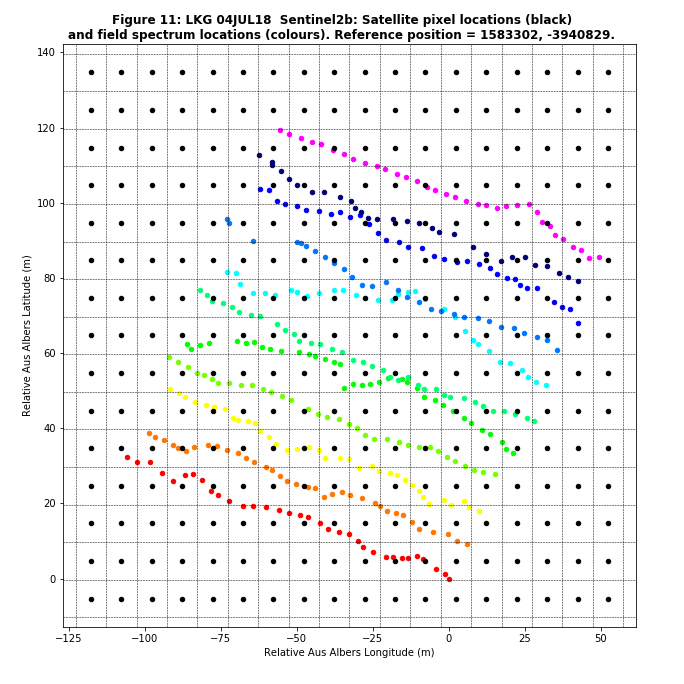 Figure 11: LKG 04JUL18 Sentinel2b: Satellite pixel locations (black)
and field spectrum locations (colours). Reference position = 1583302, -3940829.
140
120
100
80
60
40
20
0
Relative Aus Albers Latitude (m)
−125 −100 −75 −50 −25 0 25 50
Relative Aus Albers Longitude (m)